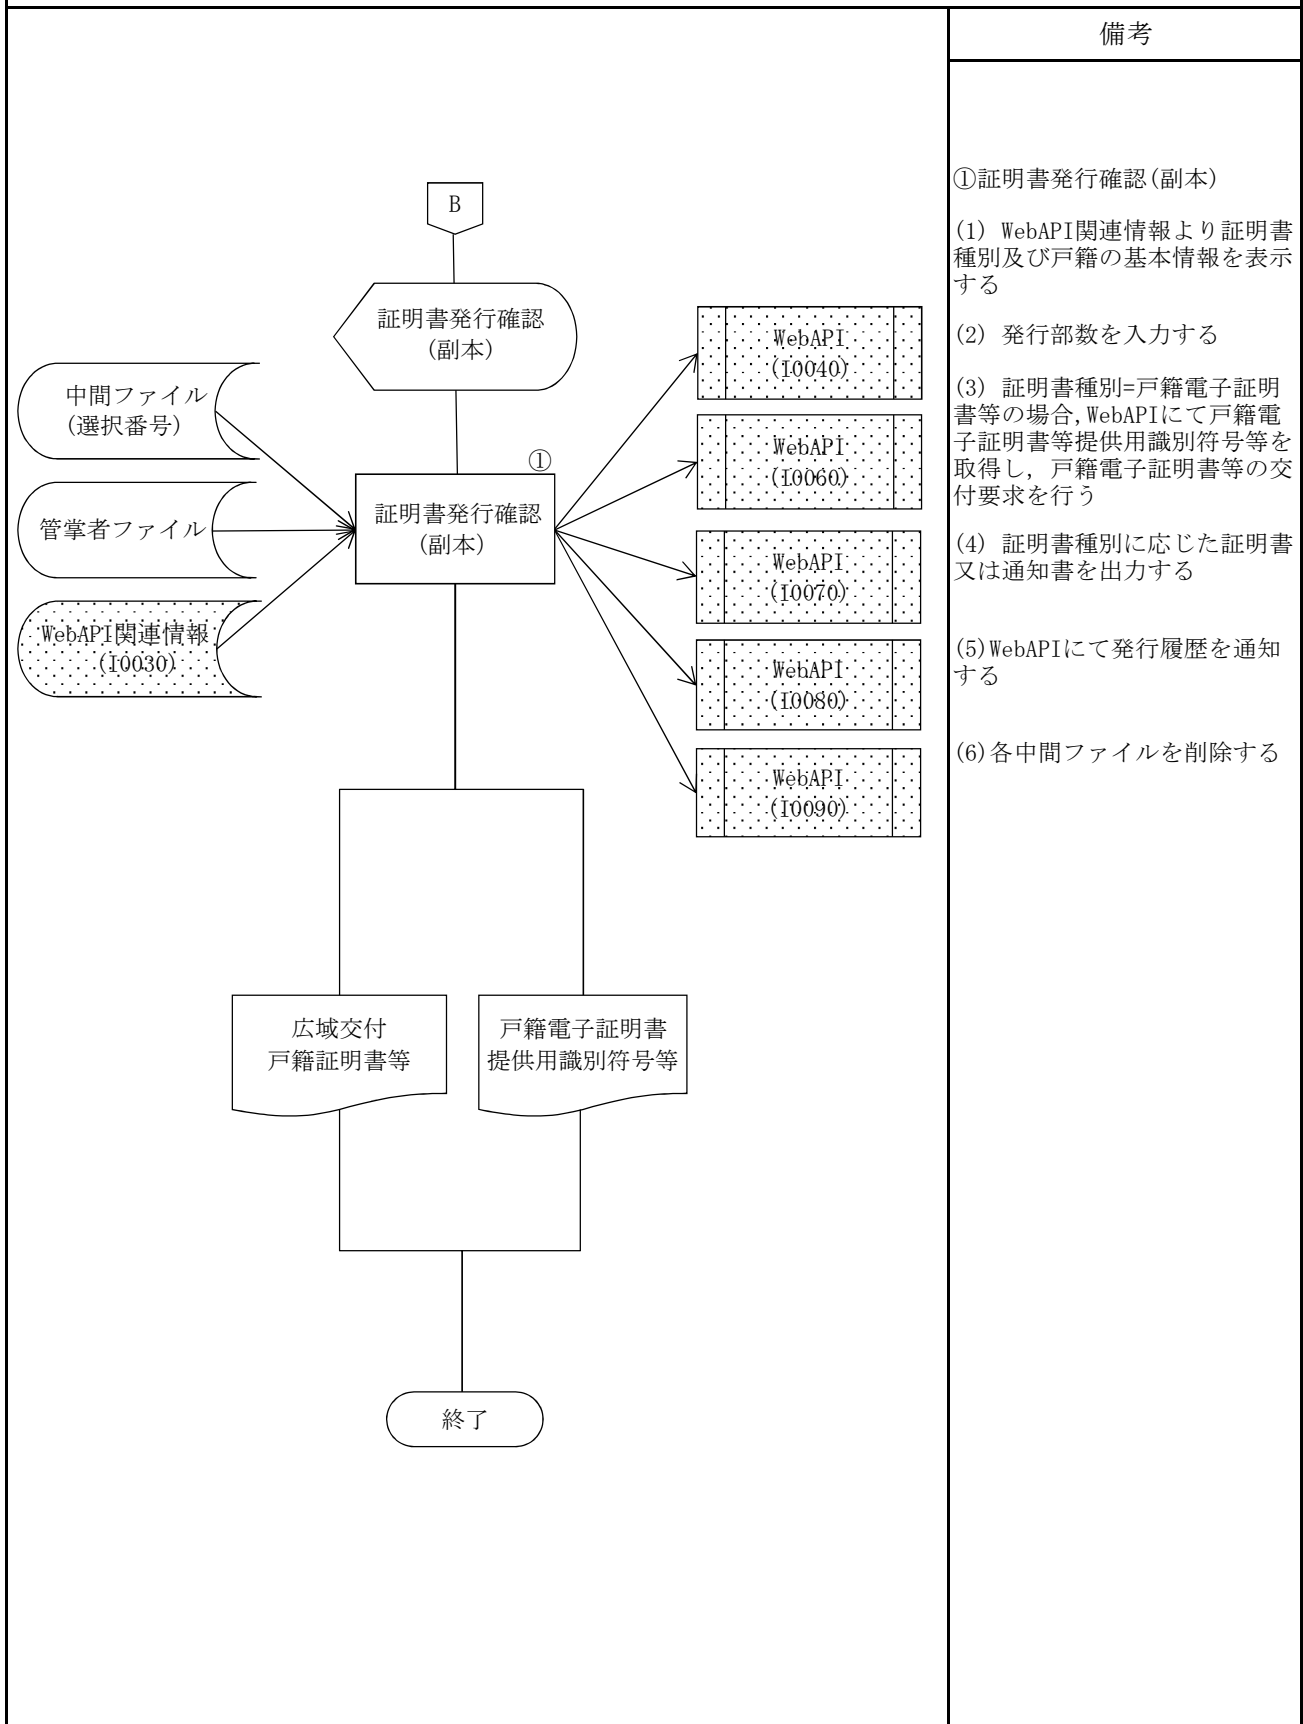 備考
B
証明書発行確認
(副本)
中間ファイル
(選択番号)
管掌者ファイル
WebAPI関連情報
(I0030)
①
証明書発行確認
(副本)
WebAPI
(I0040)
WebAPI
(I0060)
WebAPI
(I0070)
WebAPI
(I0080)
WebAPI
(I0090)
広域交付
戸籍証明書等
戸籍電子証明書
提供用識別符号等
終了
①証明書発行確認(副本)
(1) WebAPI関連情報より証明書
種別及び戸籍の基本情報を表示
する
(2) 発行部数を入力する
(3) 証明書種別=戸籍電子証明
書等の場合,WebAPIにて戸籍電
子証明書等提供用識別符号等を
取得し, 戸籍電子証明書等の交
付要求を行う
(4) 証明書種別に応じた証明書
又は通知書を出力する
(5)WebAPIにて発行履歴を通知
する
(6)各中間ファイルを削除する